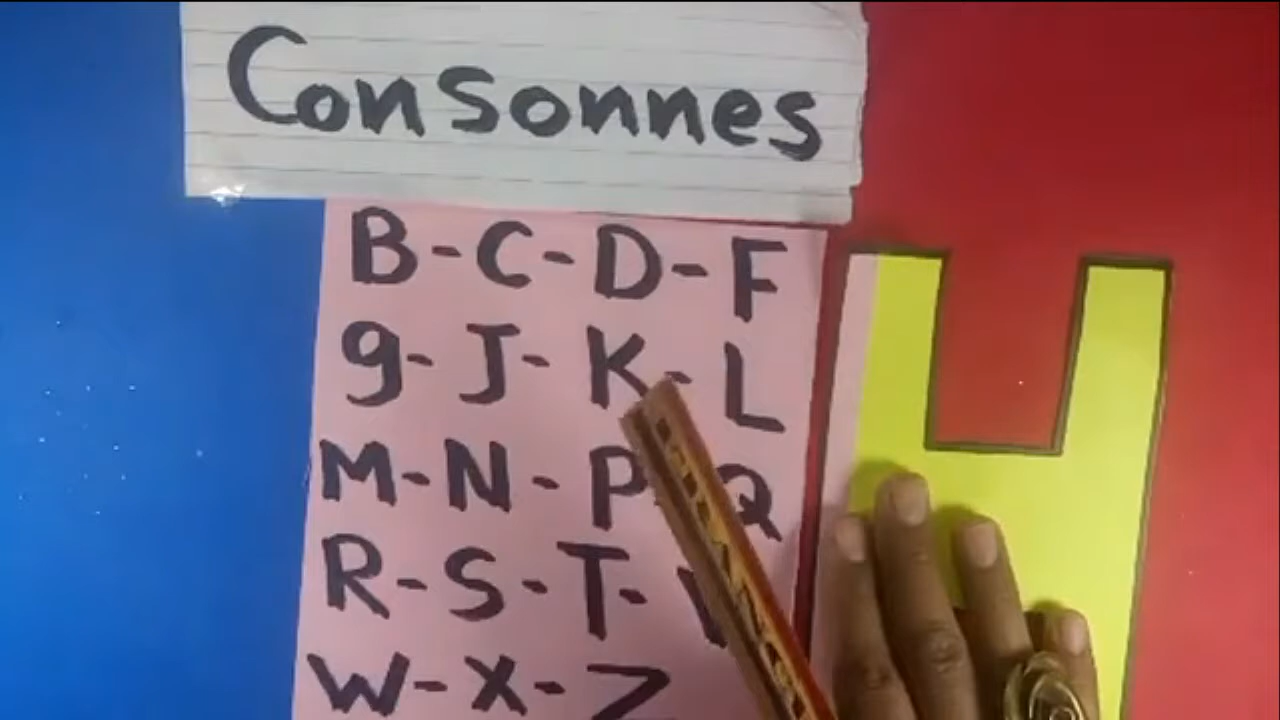 Consonnes
B-C-D-F
g-J-K-L
M-N-P-Q
R-S-T-V
W-X-Z
H